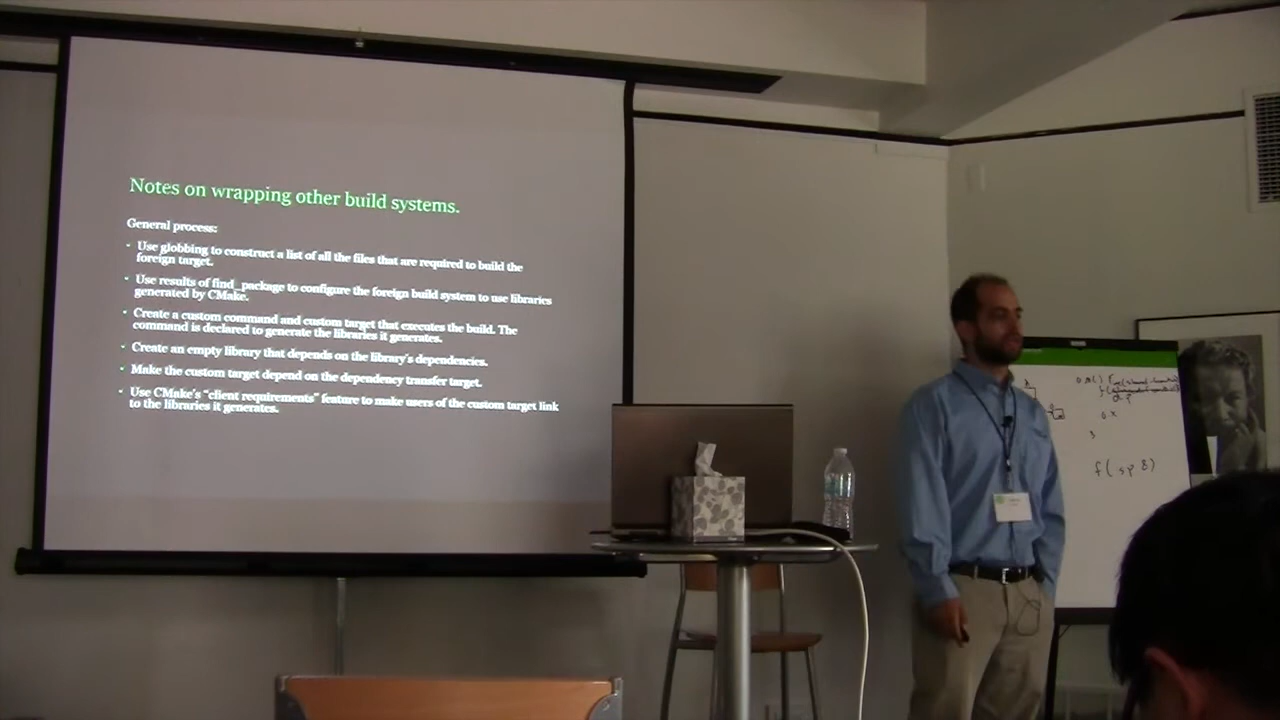 Notes on wrapping other build systems.
General process:
• Use globbing to construct a list of all the files that are required to build the
foreign target.
• Use results of find_package to configure the foreign build system to use libraries
generated by CMake.
• Create a custom command and custom target that executes the build. The
command is declared to generate the libraries it generates.
• Create an empty library that depends on the library's dependencies.
• Make the custom target depend on the dependency transfer target.
• Use CMake's "client requirements" feature to make users of the custom target link
to the libraries it generates.
f( sp B)